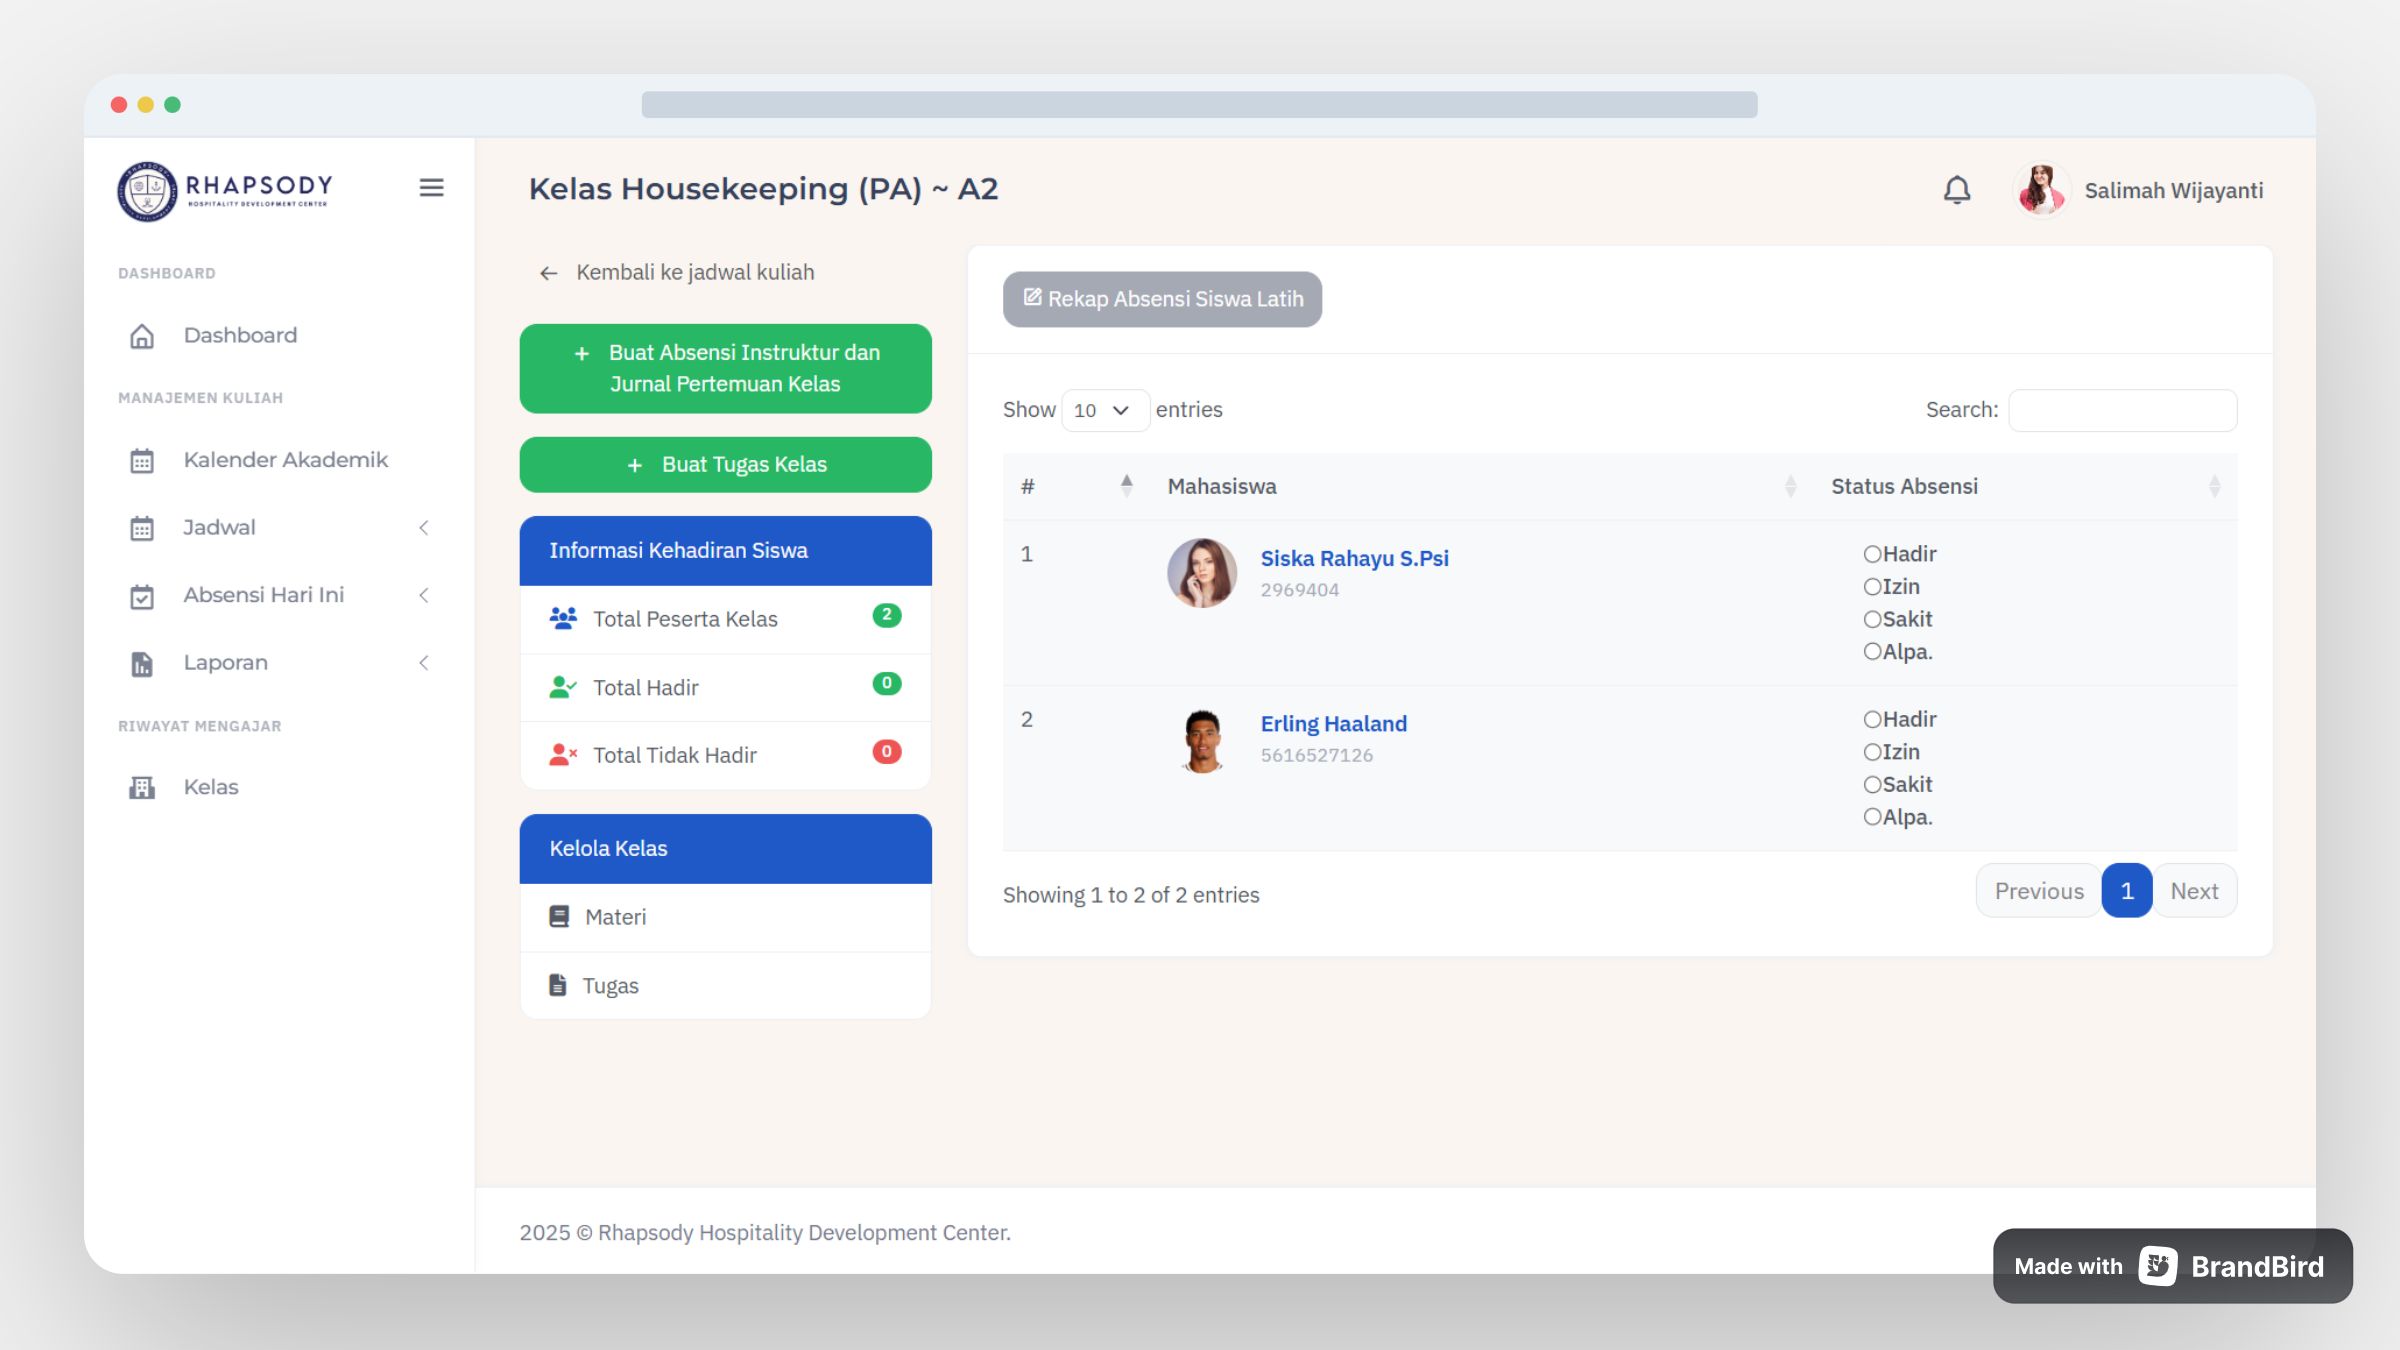 RHAPSODY
HOSPITALITY DEVELOPMENT CENTER
DASHBOARD
Dashboard
MANAJEMEN KULIAH
Kalender Akademik
Jadwal
Absensi Hari Ini
Laporan
RIWAYAT MENGAJAR
Kelas
Kelas Housekeeping (PA) ~ A2
Salimah Wijayanti
Kembali ke jadwal kuliah
+ Buat Absensi Instruktur dan
Jurnal Pertemuan Kelas
+ Buat Tugas Kelas
Informasi Kehadiran Siswa
Total Peserta Kelas 2
Total Hadir 0
Total Tidak Hadir 0
Kelola Kelas
Materi
Tugas
Rekap Absensi Siswa Latih
Show 10 entries
Search:
# Mahasiswa Status Absensi
1
Siska Rahayu S.Psi
2969404
Hadir
Izin
Sakit
Alpa.
2
Erling Haaland
5616527126
Hadir
Izin
Sakit
Alpa.
Showing 1 to 2 of 2 entries
Previous 1 Next
2025 © Rhapsody Hospitality Development Center.
Made with BrandBird